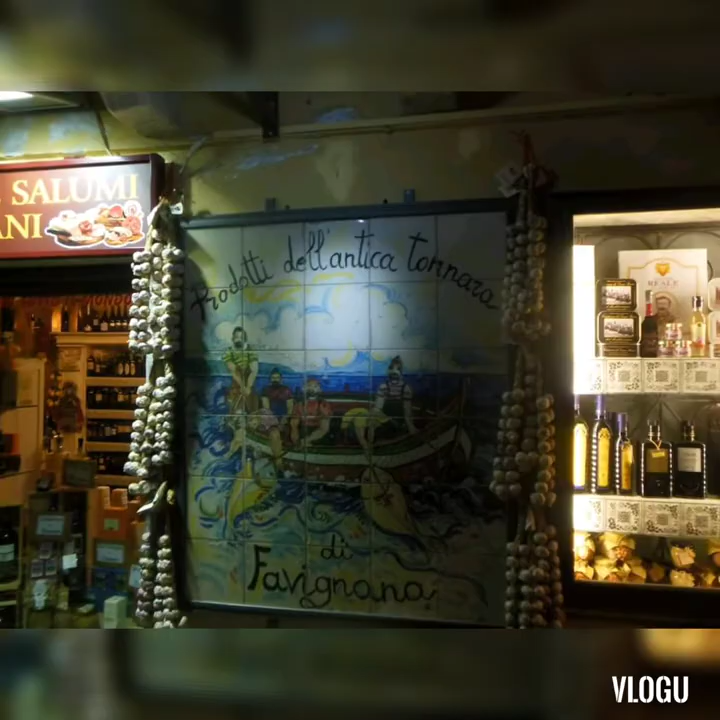 SALUMI
ANI
Prodotti dell'antica tonnara
di
Favignana
REALE
VLOGU